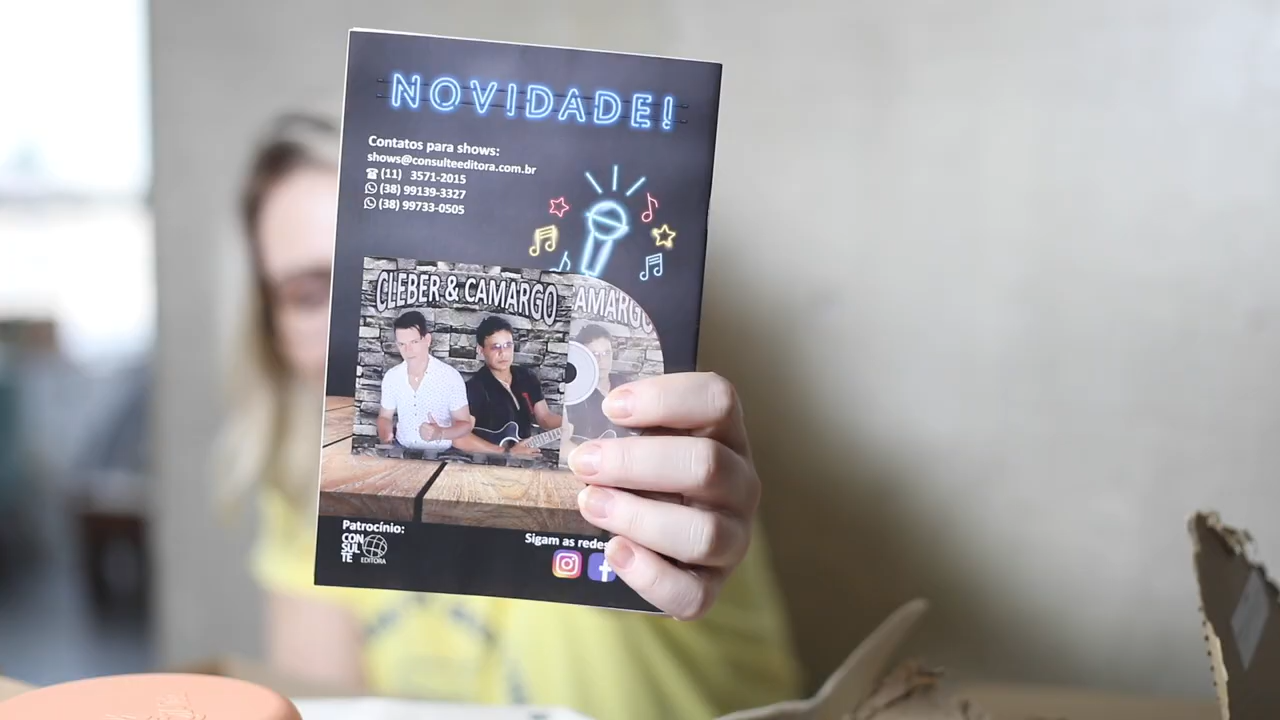 NOVIDADE!
Contatos para shows:
shows@consulteeditora.com.br
(11) 3571-2015
(38) 99139-3327
(38) 99733-0505
CLEBER & CAMARGO
AMARGO
Patrocínio:
CON
SUL
TE
EDITORA
Sigam as redes